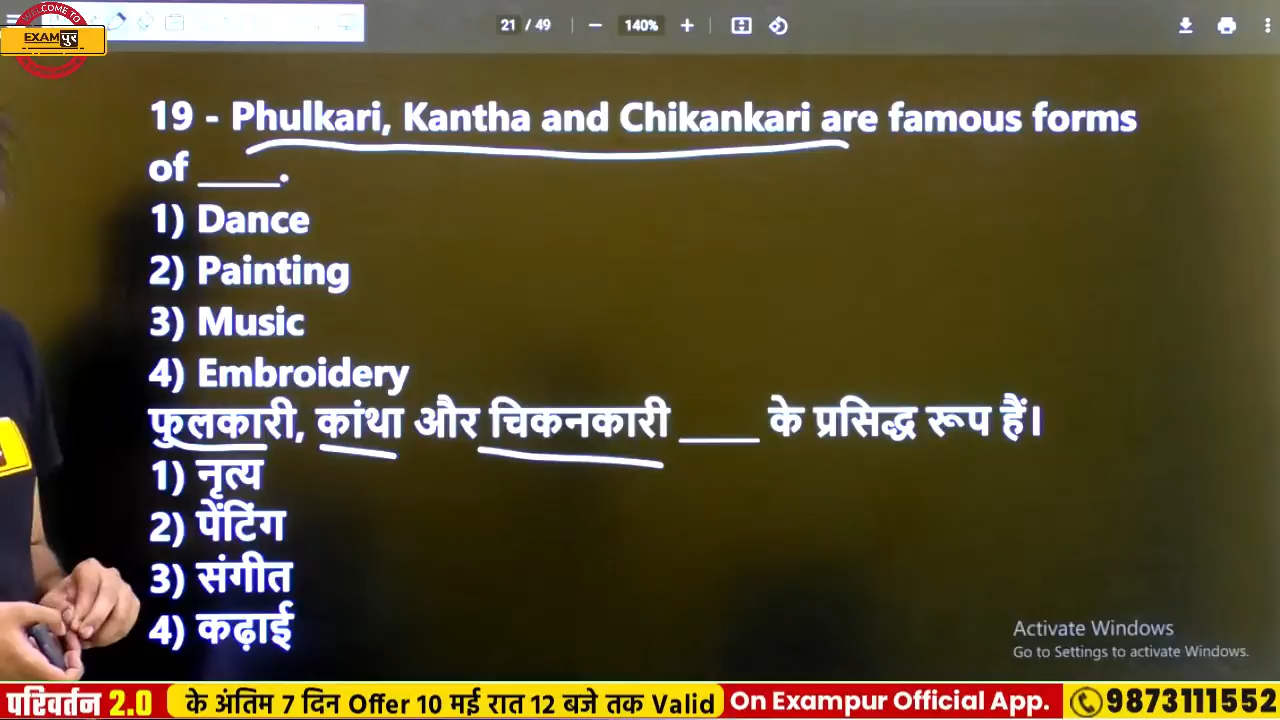 WELCOME TO
EXAMपुर
21 / 49
140%
19 - Phulkari, Kantha and Chikankari are famous forms
of ____.
1) Dance
2) Painting
3) Music
4) Embroidery
फुलकारी, कांथा और चिकनकारी ____ के प्रसिद्ध रूप हैं।
1) नृत्य
2) पेंटिंग
3) संगीत
4) कढ़ाई
Activate Windows
Go to Settings to activate Windows.
परिवर्तन 2.0 के अंतिम 7 दिन Offer 10 मई रात 12 बजे तक Valid On Exampur Official App. 9873111552